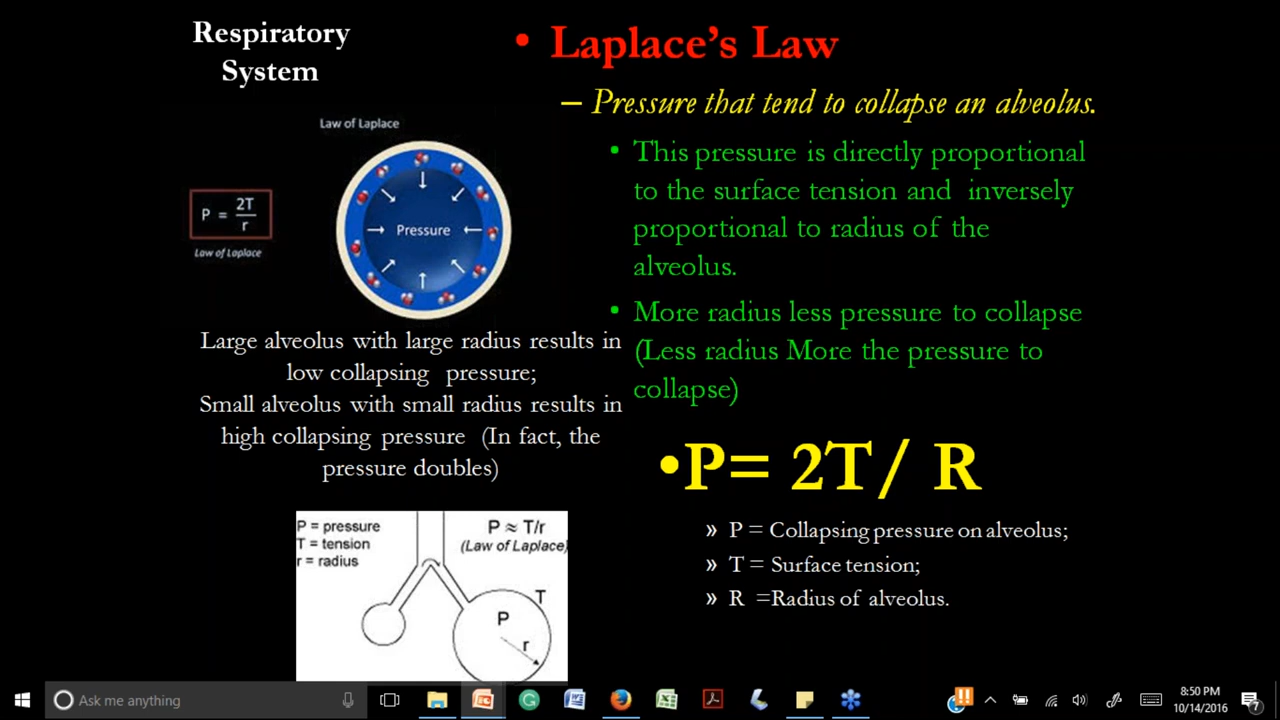 Respiratory
System
• Laplace's Law
– Pressure that tend to collapse an alveolus.
• This pressure is directly proportional
to the surface tension and inversely
proportional to radius of the
alveolus.
• More radius less pressure to collapse
(Less radius More the pressure to
collapse)
•P= 2T/ R
» P = Collapsing pressure on alveolus;
» T = Surface tension;
» R =Radius of alveolus.
Law of Laplace
P = 2T/r
Law of Laplace
Pressure
Large alveolus with large radius results in
low collapsing pressure;
Small alveolus with small radius results in
high collapsing pressure (In fact, the
pressure doubles)
P = pressure
T = tension
r = radius
P ≈ T/r
(Law of Laplace)
T
P
r
Ask me anything
8:50 PM
10/14/2016
7